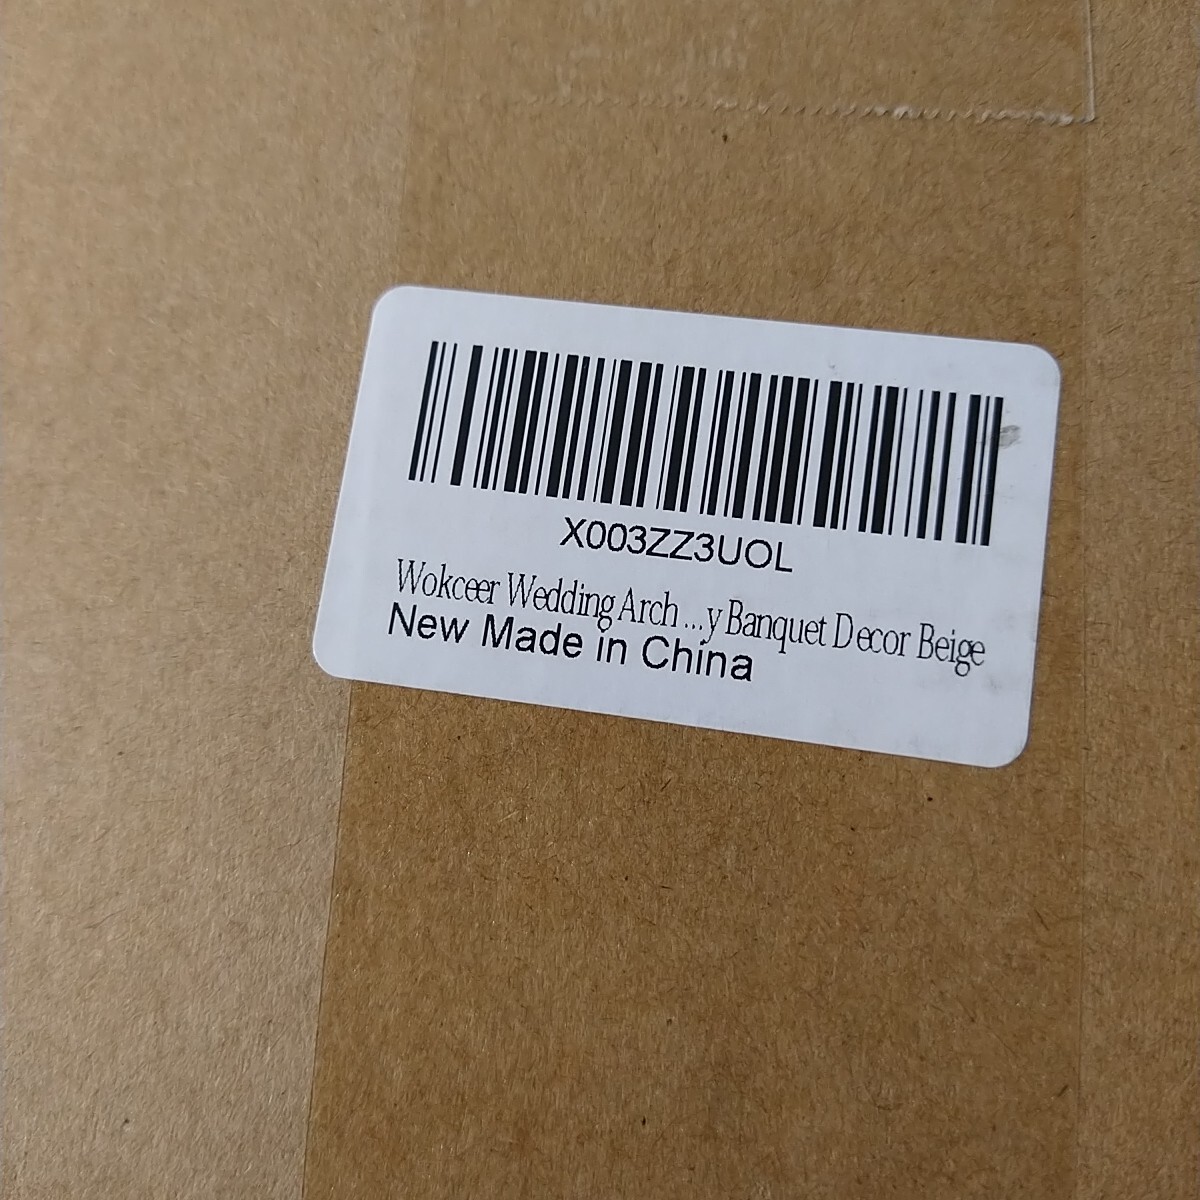 X003ZZ3UOL
Wokceer Wedding Arch ...y Banquet Decor Beige
New Made in China